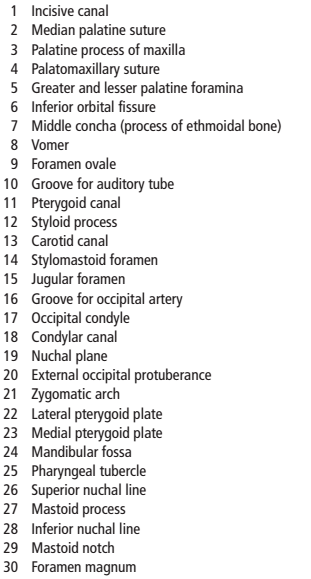 1 Incisive canal
2 Median palatine suture
3 Palatine process of maxilla
4 Palatomaxillary suture
5 Greater and lesser palatine foramina
6 Inferior orbital fissure
7 Middle concha (process of ethmoidal bone)
8 Vomer
9 Foramen ovale
10 Groove for auditory tube
11 Pterygoid canal
12 Styloid process
13 Carotid canal
14 Stylomastoid foramen
15 Jugular foramen
16 Groove for occipital artery
17 Occipital condyle
18 Condylar canal
19 Nuchal plane
20 External occipital protuberance
21 Zygomatic arch
22 Lateral pterygoid plate
23 Medial pterygoid plate
24 Mandibular fossa
25 Pharyngeal tubercle
26 Superior nuchal line
27 Mastoid process
28 Inferior nuchal line
29 Mastoid notch
30 Foramen magnum